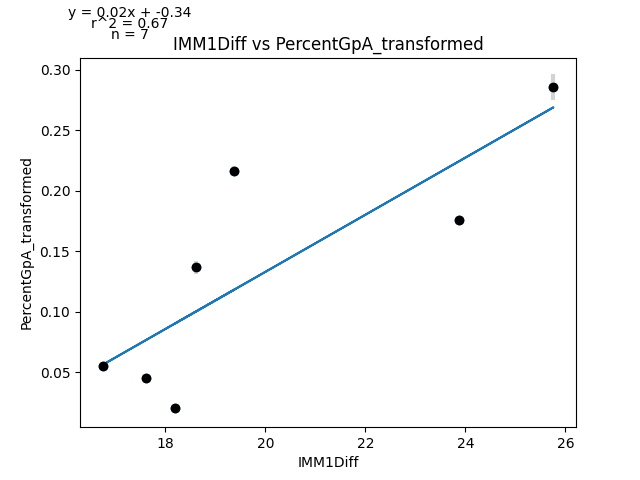 y = 0.02x + -0.34
r^2 = 0.67
n = 7
IMM1Diff vs PercentGpA_transformed
0.30
0.25
0.20
0.15
0.10
0.05
PercentGpA_transformed
18 20 22 24 26
IMM1Diff